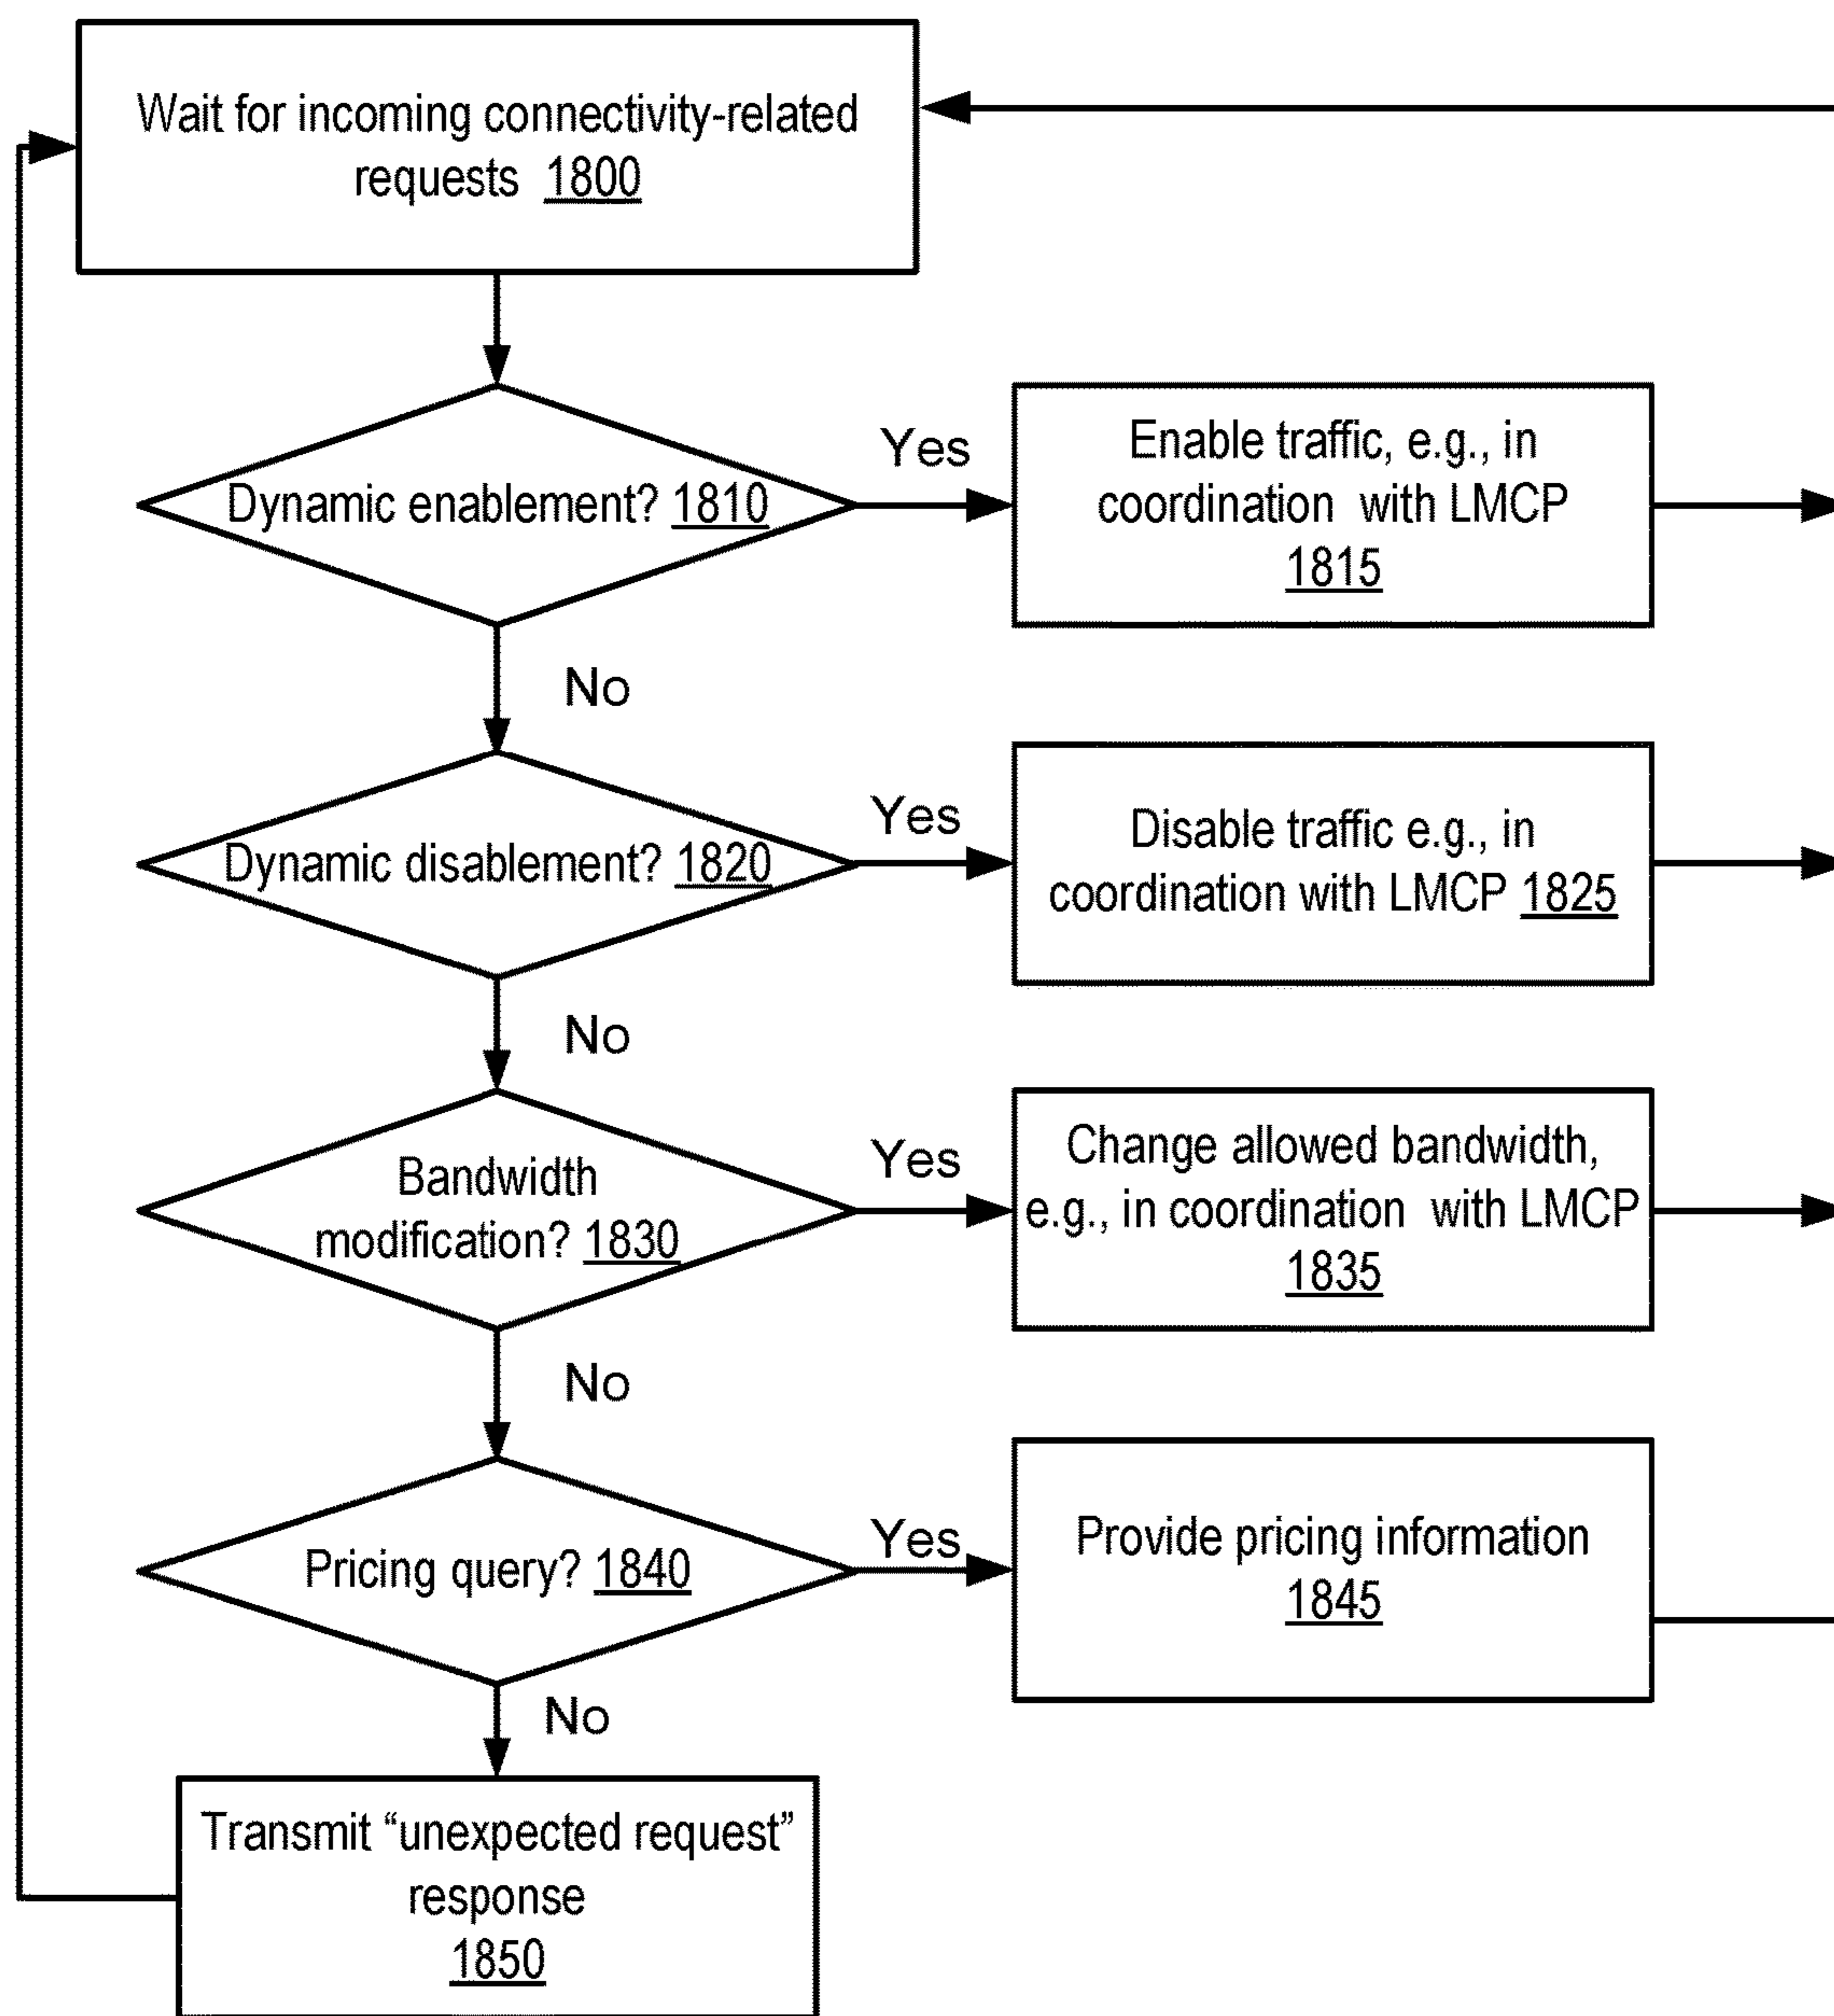 Wait for incoming connectivity-related
requests 1800
Dynamic enablement? 1810
Yes
Enable traffic, e.g., in
coordination with LMCP
1815
No
Dynamic disablement? 1820
Yes
Disable traffic e.g., in
coordination with LMCP 1825
No
Bandwidth
modification? 1830
Yes
Change allowed bandwidth,
e.g., in coordination with LMCP
1835
No
Pricing query? 1840
Yes
Provide pricing information
1845
No
Transmit “unexpected request”
response
1850